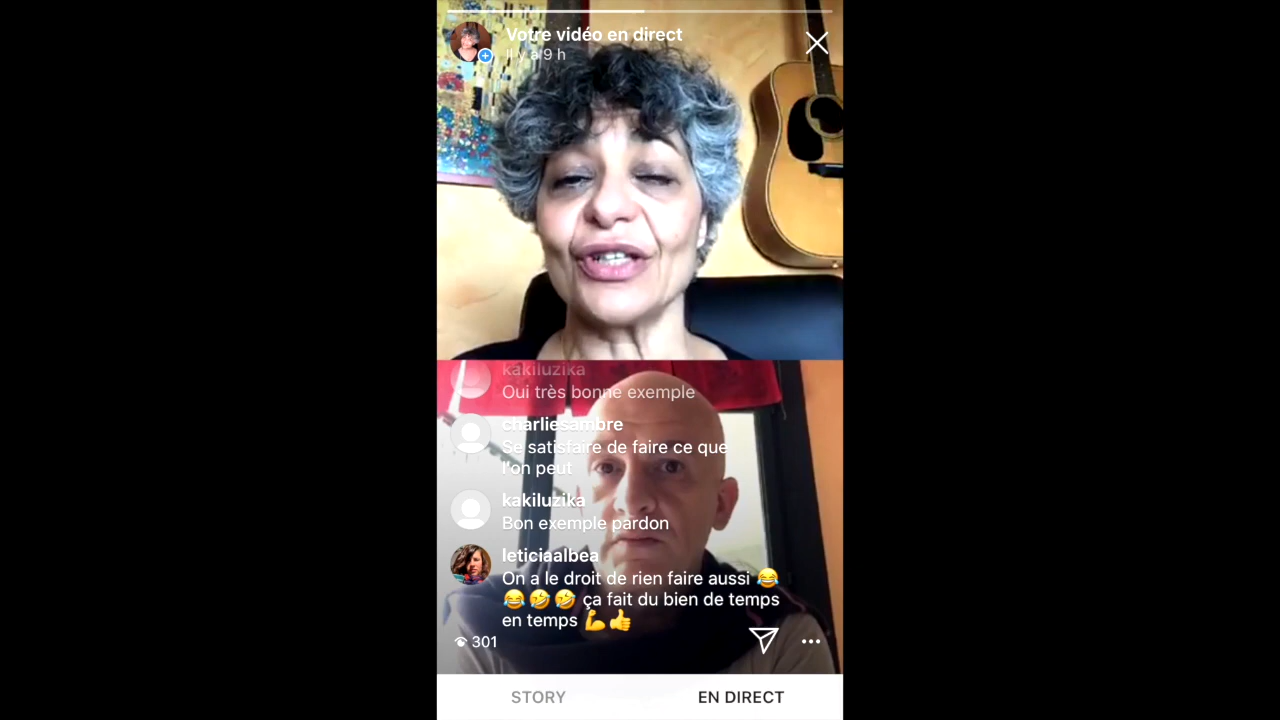 Votre vidéo en direct
Il y a 9 h
kakiluzika
Oui très bonne exemple
charliesambre
Se satisfaire de faire ce que
l'on peut
kakiluzika
Bon exemple pardon
leticiaalbea
On a le droit de rien faire aussi 😂
😂🤣🤣 ça fait du bien de temps
en temps 💪👍
301
STORY
EN DIRECT